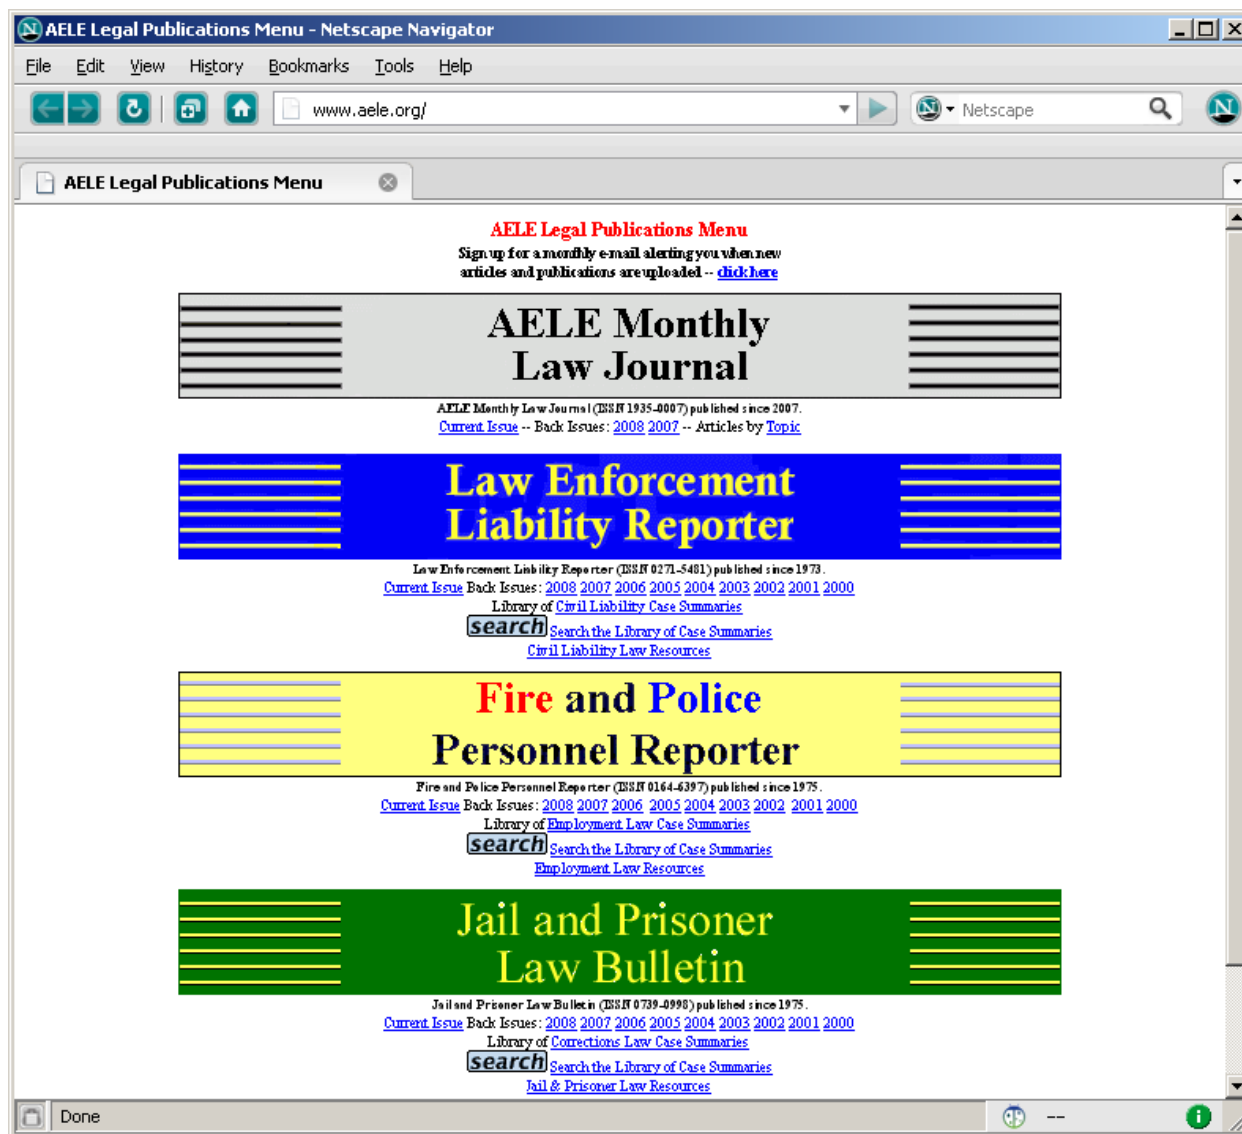 AELE Legal Publications Menu - Netscape Navigator
File Edit View History Bookmarks Tools Help
www.aele.org/ Netscape
AELE Legal Publications Menu
AELE Legal Publications Menu
Sign up for a monthly e-mail alerting you when new
articles and publications are uploaded -- click here
AELE Monthly
Law Journal
AELE Monthly Law Journal (ISSN 1935-0007) published since 2007.
Current Issue -- Back Issues: 2008 2007 -- Articles by Topic
Law Enforcement
Liability Reporter
Law Enforcement Liability Reporter (ISSN 0271-5481) published since 1973.
Current Issue Back Issues: 2008 2007 2006 2005 2004 2003 2002 2001 2000
Library of Civil Liability Case Summaries
search Search the Library of Case Summaries
Civil Liability Law Resources
Fire and Police
Personnel Reporter
Fire and Police Personnel Reporter (ISSN 0164-6397) published since 1975.
Current Issue Back Issues: 2008 2007 2006 2005 2004 2003 2002 2001 2000
Library of Employment Law Case Summaries
search Search the Library of Case Summaries
Employment Law Resources
Jail and Prisoner
Law Bulletin
Jail and Prisoner Law Bulletin (ISSN 0739-0998) published since 1975.
Current Issue Back Issues: 2008 2007 2006 2005 2004 2003 2002 2001 2000
Library of Corrections Law Case Summaries
search Search the Library of Case Summaries
Jail & Prisoner Law Resources
Done --